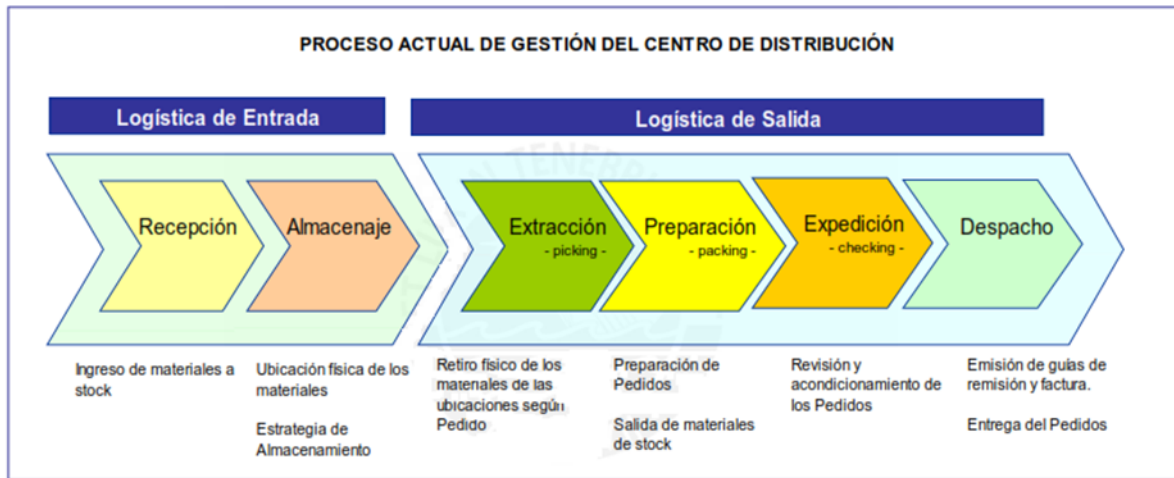 PROCESO ACTUAL DE GESTIÓN DEL CENTRO DE DISTRIBUCIÓN
Logística de Entrada
Logística de Salida
Recepción
Almacenaje
Extracción
- picking -
Preparación
- packing -
Expedición
- checking -
Despacho
Ingreso de materiales a
stock
Ubicación física de los
materiales
Estrategia de
Almacenamiento
Retiro físico de los
materiales de las
ubicaciones según
Pedido
Preparación de
Pedidos
Salida de materiales
de stock
Revisión y
acondicionamiento de
los Pedidos
Emisión de guías de
remisión y factura.
Entrega del Pedidos
TENEBR